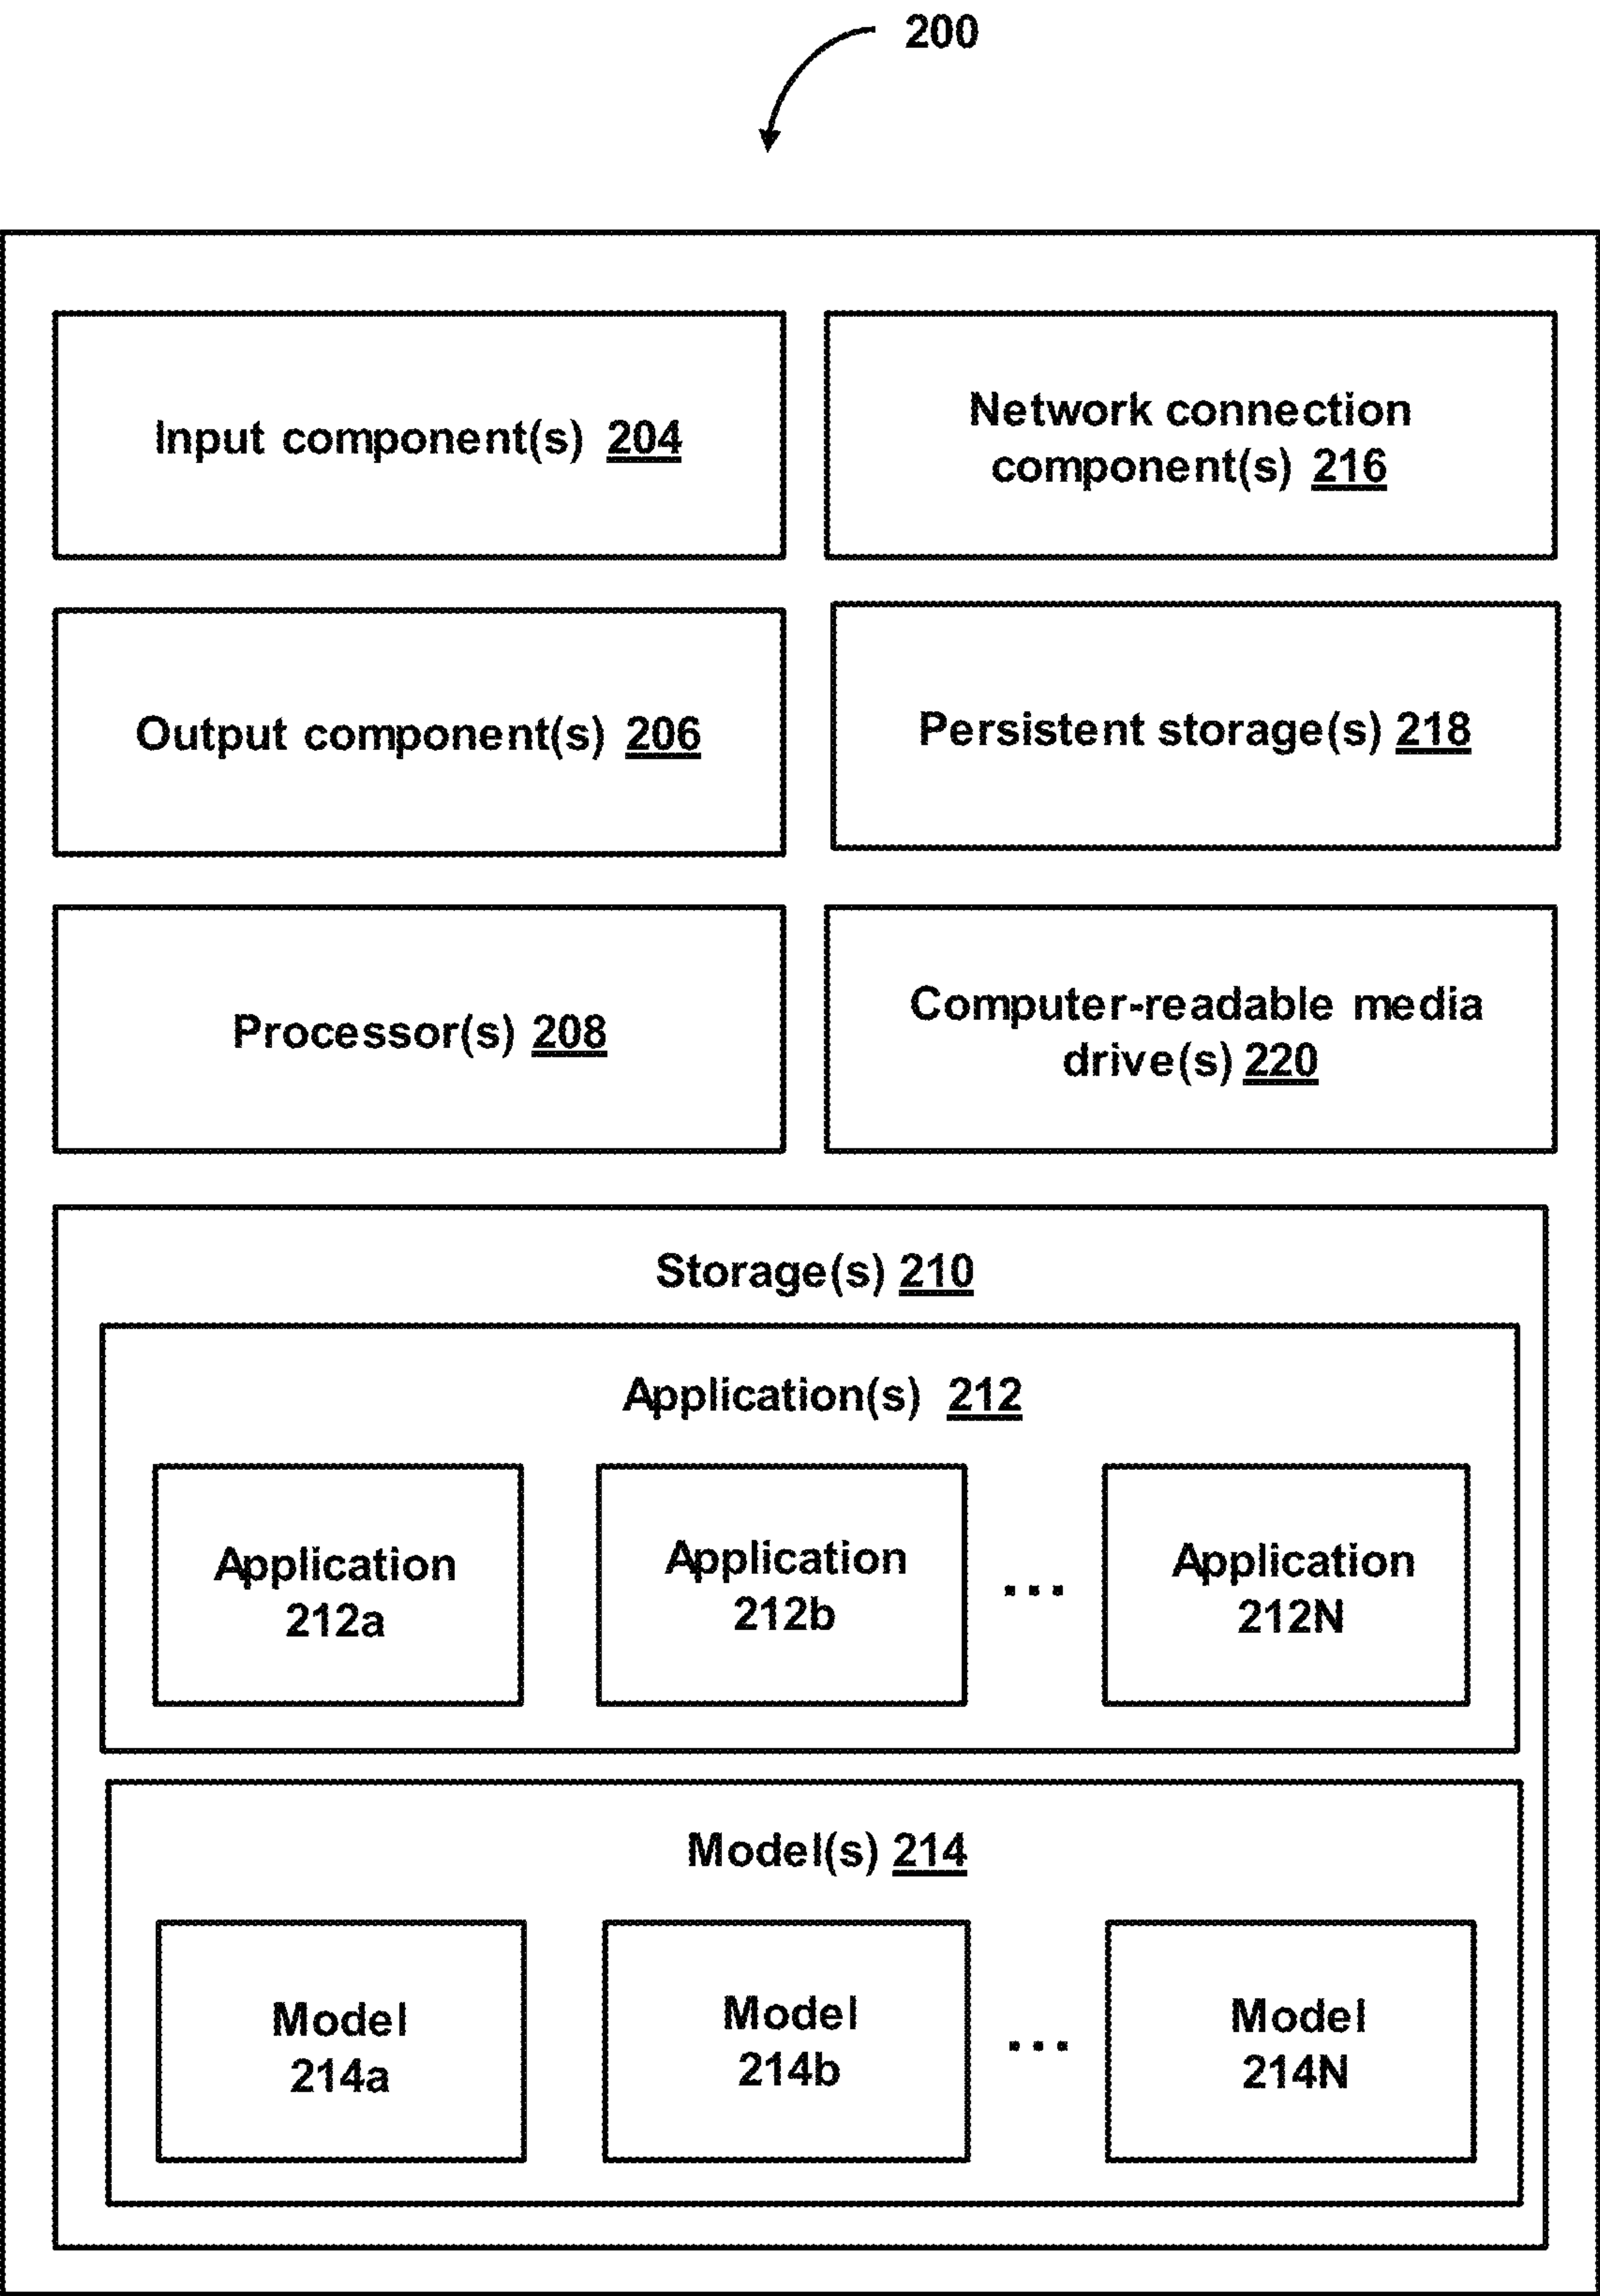 200
Input component(s) 204
Network connection
component(s) 216
Output component(s) 206
Persistent storage(s) 218
Processor(s) 208
Computer-readable media
drive(s) 220
Storage(s) 210
Application(s) 212
Application
212a
Application
212b
...
Application
212N
Model(s) 214
Model
214a
Model
214b
...
Model
214N